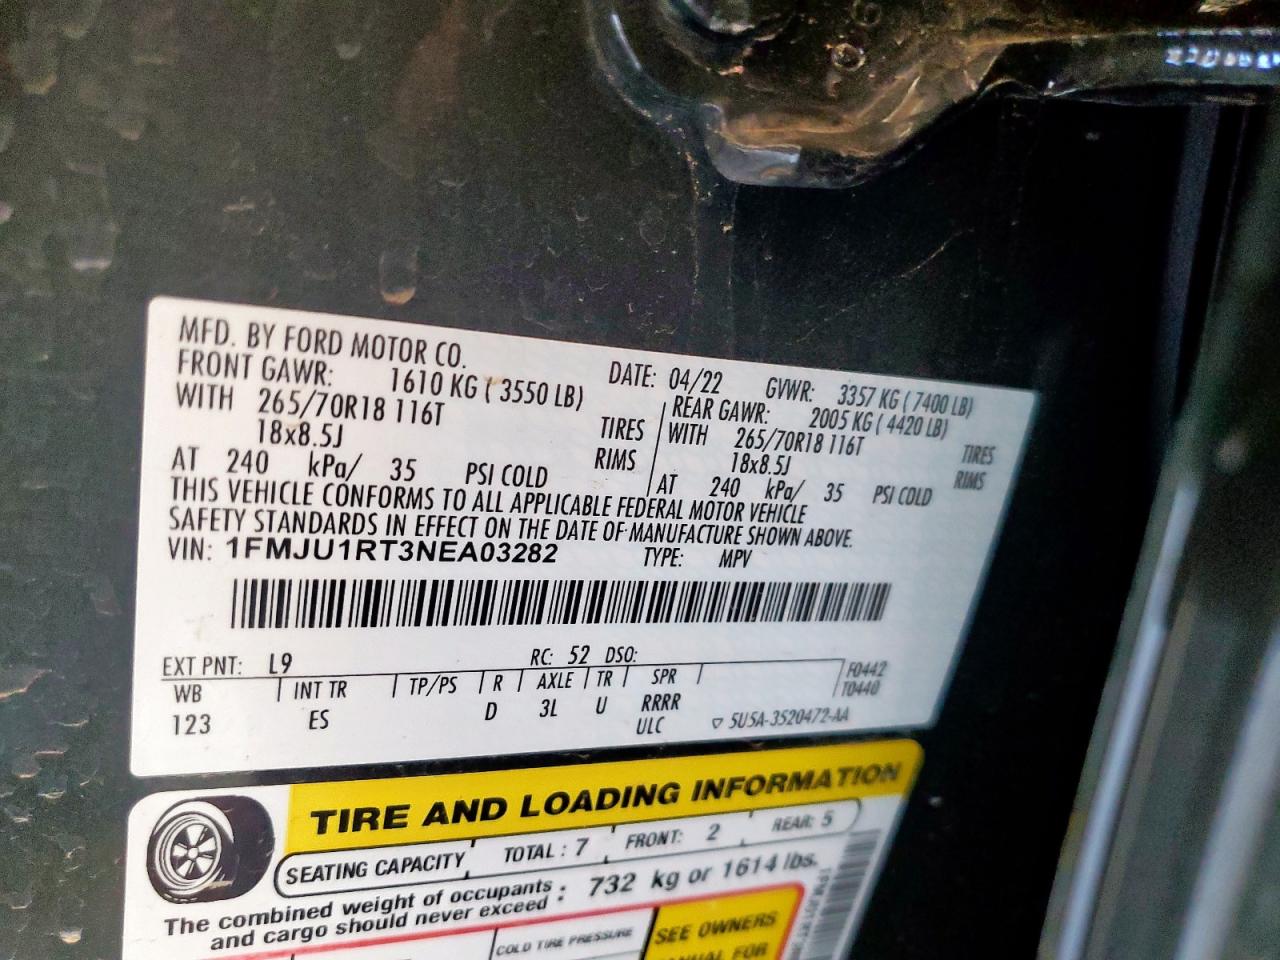 MFD. BY FORD MOTOR CO.
DATE: 04/22 GVWR: 3357 KG ( 7400 LB)
FRONT GAWR: 1610 KG ( 3550 LB) REAR GAWR: 2005 KG ( 4420 LB)
WITH 265/70R18 116T TIRES WITH 265/70R18 116T TIRES
18x8.5J RIMS 18x8.5J RIMS
AT 240 kPa/ 35 PSI COLD AT 240 kPa/ 35 PSI COLD
THIS VEHICLE CONFORMS TO ALL APPLICABLE FEDERAL MOTOR VEHICLE
SAFETY STANDARDS IN EFFECT ON THE DATE OF MANUFACTURE SHOWN ABOVE.
VIN: 1FMJU1RT3NEA03282 TYPE: MPV
EXT PNT: L9 RC: 52 DSO:
WB INT TR TP/PS R AXLE TR SPR F0442
T0440
123 ES D 3L U RRRR
ULC 5U5A-3520472-AA
TIRE AND LOADING INFORMATION
SEATING CAPACITY TOTAL : 7 FRONT: 2 REAR: 5
The combined weight of occupants
and cargo should never exceed : 732 kg or 1614 lbs.
COLD TIRE PRESSURE
SEE OWNERS
MANUAL FOR